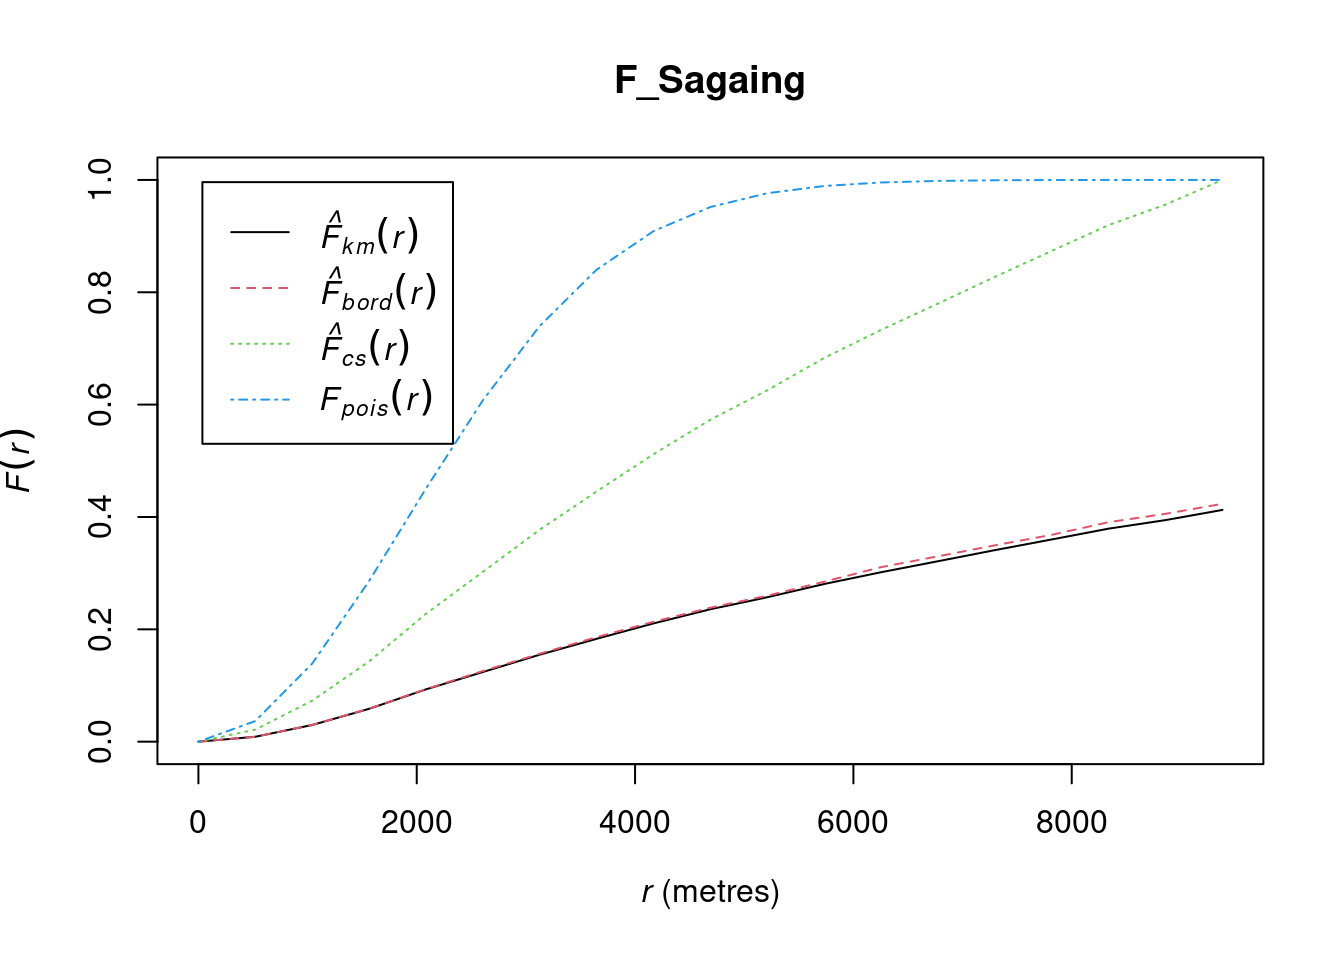 F_Sagaing
F̂km(r)
F̂bord(r)
F̂cs(r)
Fpois(r)
F(r)
1.0
0.8
0.6
0.4
0.2
0.0
0 2000 4000 6000 8000
r (metres)